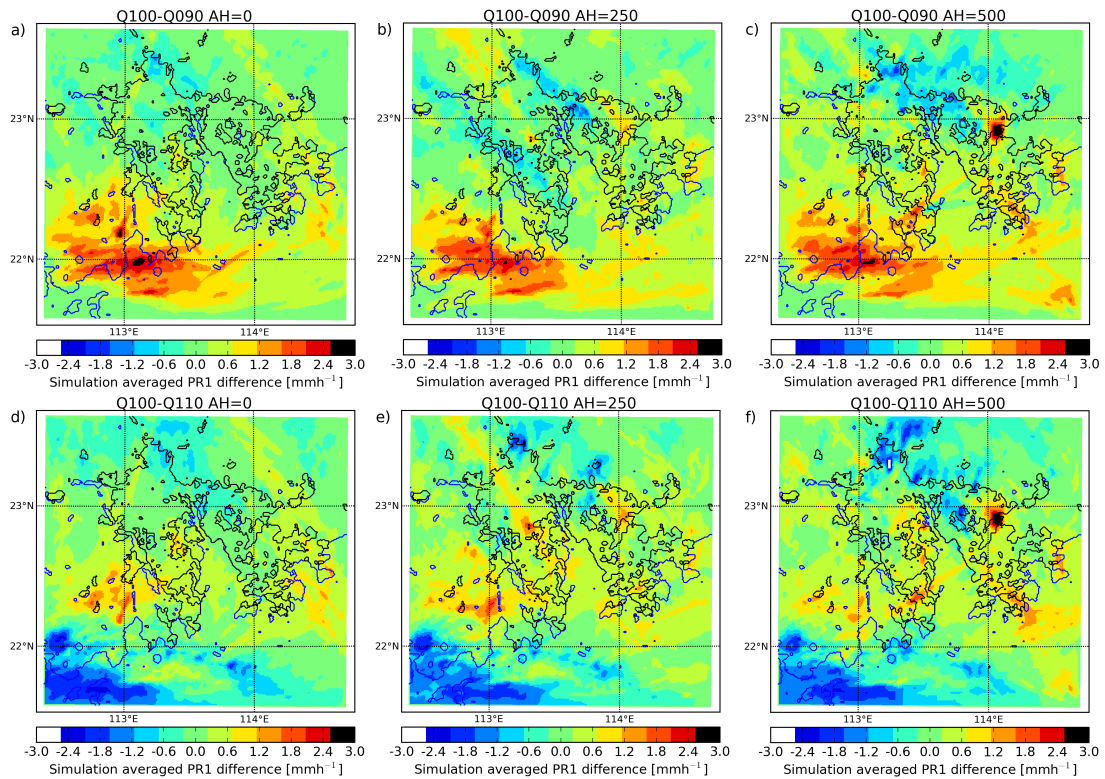 Q100-Q090 AH=0
Q100-Q090 AH=250
Q100-Q090 AH=500
a)
b)
c)
23°N
23°N
23°N
22°N
22°N
22°N
113°E
114°E
113°E
114°E
113°E
114°E
-3.0 -2.4 -1.8 -1.2 -0.6 0.0 0.6 1.2 1.8 2.4 3.0
-3.0 -2.4 -1.8 -1.2 -0.6 0.0 0.6 1.2 1.8 2.4 3.0
-3.0 -2.4 -1.8 -1.2 -0.6 0.0 0.6 1.2 1.8 2.4 3.0
Simulation averaged PR1 difference [mmh⁻¹]
Simulation averaged PR1 difference [mmh⁻¹]
Simulation averaged PR1 difference [mmh⁻¹]
Q100-Q110 AH=0
Q100-Q110 AH=250
Q100-Q110 AH=500
d)
e)
f)
23°N
23°N
23°N
22°N
22°N
22°N
113°E
114°E
113°E
114°E
113°E
114°E
-3.0 -2.4 -1.8 -1.2 -0.6 0.0 0.6 1.2 1.8 2.4 3.0
-3.0 -2.4 -1.8 -1.2 -0.6 0.0 0.6 1.2 1.8 2.4 3.0
-3.0 -2.4 -1.8 -1.2 -0.6 0.0 0.6 1.2 1.8 2.4 3.0
Simulation averaged PR1 difference [mmh⁻¹]
Simulation averaged PR1 difference [mmh⁻¹]
Simulation averaged PR1 difference [mmh⁻¹]